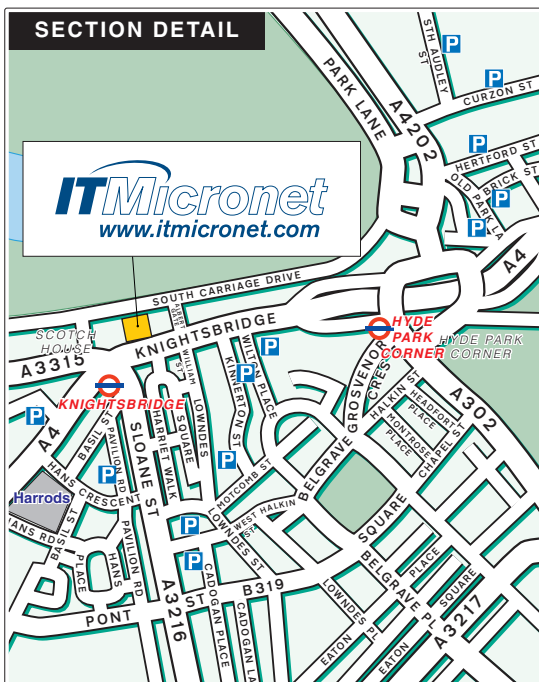 SECTION DETAIL
STH AUDLEY
ST
P
P
CURZON ST
PARK LANE
A4202
P
HERTFORD ST
BRICK ST
OLD PARK LA
P
P
A4
ITMicronet
www.itmicronet.com
SOUTH CARRIAGE DRIVE
ALBERT
GATE
KNIGHTSBRIDGE
SCOTCH
HOUSE
A3315
HYDE
PARK
CORNER
HYDE PARK
CORNER
KNIGHTSBRIDGE
WILLIAM
ST
LOWNDES
SQUARE
HARRIET WALK
KINNERTON ST
WILTON PLACE
P
P
P
GROSVENOR
CRES
A302
HALKIN ST
HEADFORT
PLACE
MONTROSE
PLACE
CHAPEL ST
A4
BASIL ST
PAVILION RD
SLOANE ST
P
P
HANS CRESCENT
Harrods
HANS RD
BASIL ST
MOTCOMB ST
WEST HALKIN
ST
BELGRAVE
SQUARE
LOWNDES ST
P
P
PAVILION RD
HANS
PLACE
PONT
ST
B319
A3216
CADOGAN PLACE
CADOGAN LA
LOWNDES PL
BELGRAVE PL
EATON
PLACE
EATON
SQUARE
A3217